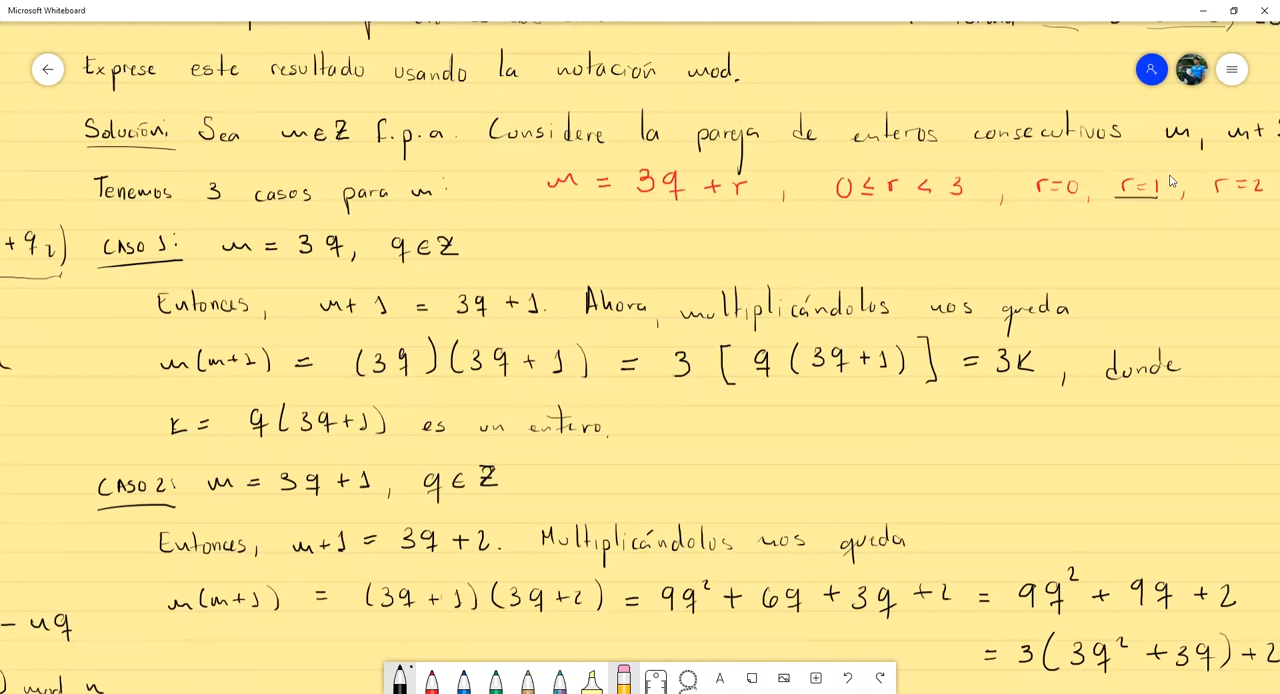 Microsoft Whiteboard
Exprese este resultado usando la notación mod.
Solución: Sea m∈Z f.p.a. Considere la pareja de enteros consecutivos m, m+
Tenemos 3 casos para m: m = 3q + r, 0 ≤ r < 3, r=0, r=1, r=2
+ q₂) CASO 1: m = 3q, q∈Z
Entonces, m+1 = 3q+1. Ahora, multiplicándolos nos queda
m(m+1) = (3q)(3q+1) = 3[q(3q+1)] = 3K, donde
K = q(3q+1) es un entero.
CASO 2: m = 3q+1, q∈Z
Entonces, m+1 = 3q+2. Multiplicándolos nos queda
m(m+1) = (3q+1)(3q+2) = 9q² + 6q + 3q + 2 = 9q² + 9q + 2
- nq
= 3(3q² + 3q) + 2
) mod n